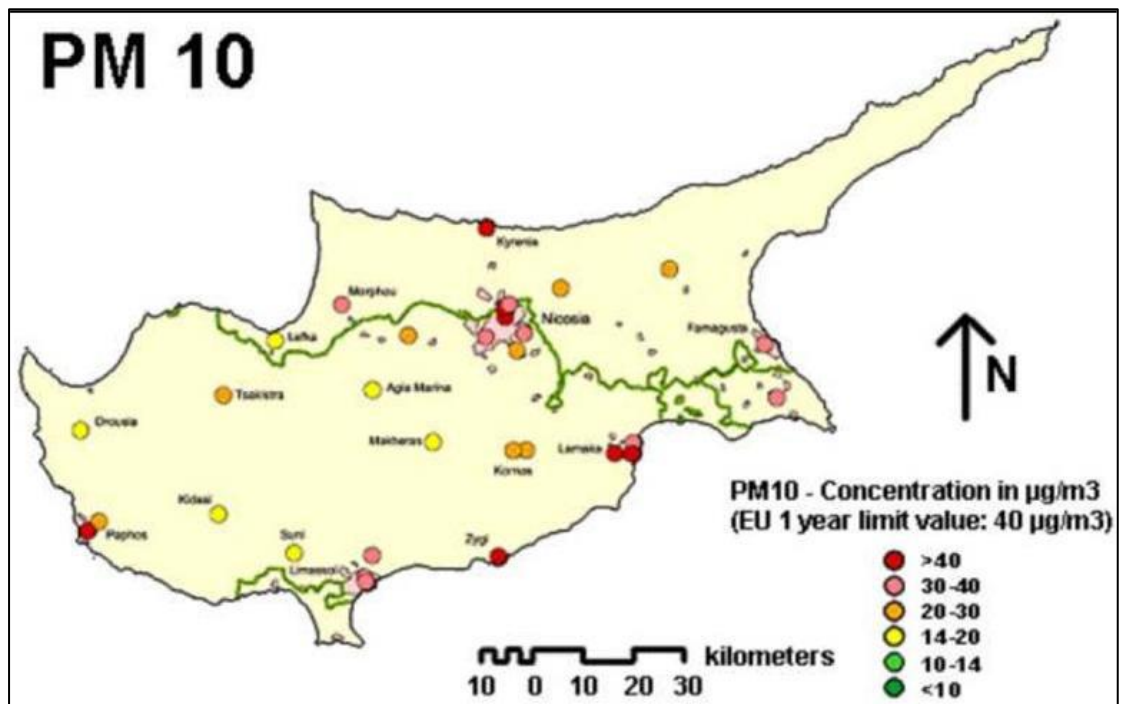 PM 10
Kyrenia
Morphou
Nicosia
Lefka
Famagusta
Tsakistra
Agia Marina
Drousia
Makheras
Larnaka
Kornos
Kidasi
Paphos
Suni
Zygi
Limassol
N
PM10 - Concentration in µg/m3
(EU 1 year limit value: 40 µg/m3)
>40
30-40
20-30
14-20
10-14
<10
kilometers
10 0 10 20 30